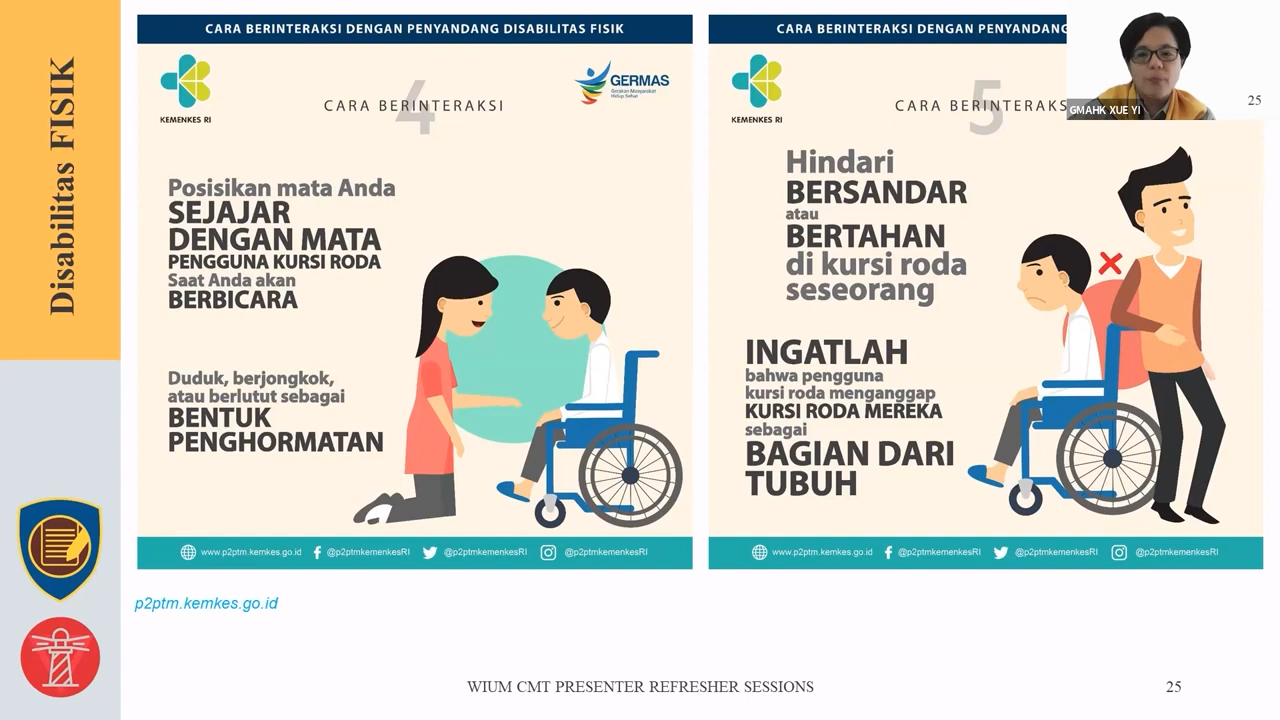 Disabilitas FISIK
CARA BERINTERAKSI DENGAN PENYANDANG DISABILITAS FISIK
KEMENKES RI
4
CARA BERINTERAKSI
GERMAS
Gerakan Masyarakat
Hidup Sehat
Posisikan mata Anda
SEJAJAR
DENGAN MATA
PENGGUNA KURSI RODA
Saat Anda akan
BERBICARA
Duduk, berjongkok,
atau berlutut sebagai
BENTUK
PENGHORMATAN
www.p2ptm.kemkes.go.id @p2ptmkemenkesRI @p2ptmkemenkesRI @p2ptmkemenkesRI
CARA BERINTERAKSI DENGAN PENYANDANG
KEMENKES RI
5
CARA BERINTERAKS
Hindari
BERSANDAR
atau
BERTAHAN
di kursi roda
seseorang
INGATLAH
bahwa pengguna
kursi roda menganggap
KURSI RODA MEREKA
sebagai
BAGIAN DARI
TUBUH
www.p2ptm.kemkes.go.id @p2ptmkemenkesRI @p2ptmkemenkesRI @p2ptmkemenkesRI
GMAHK XUE YI
25
p2ptm.kemkes.go.id
WIUM CMT PRESENTER REFRESHER SESSIONS
25